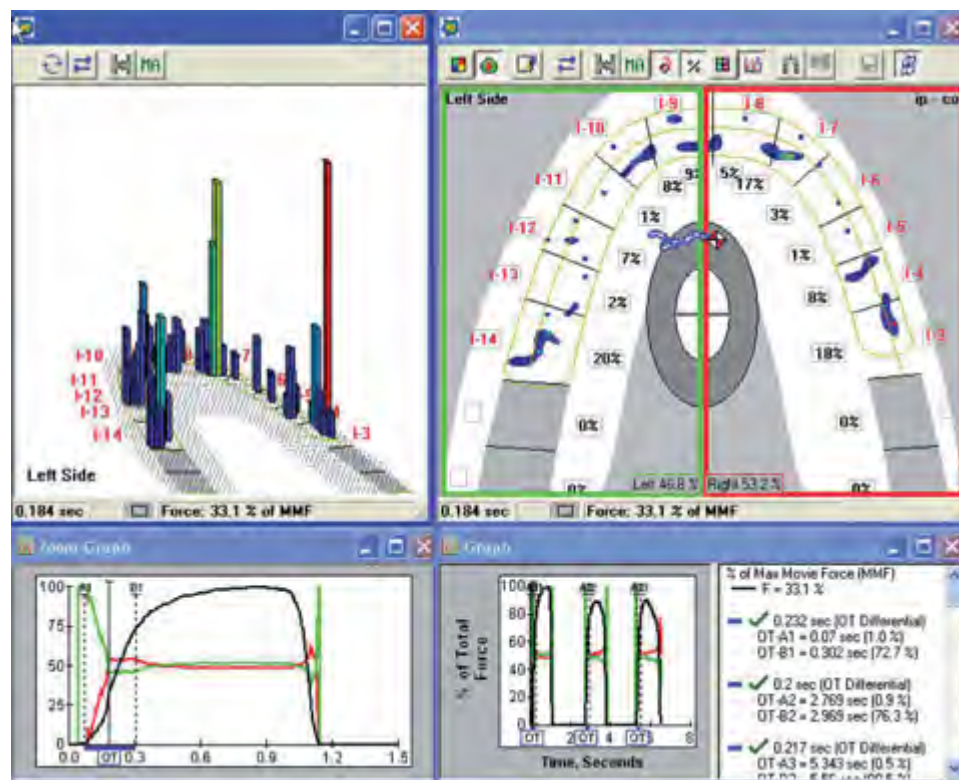 MA
I-10
I-11
I-12
I-13
I-14
7
I-3
Left Side
0.184 sec
Force: 33.1 % of MMF
MA
Left Side
ip - co
I-9
I-8
I-10
I-7
I-11
I-6
I-12
I-5
I-13
I-4
I-14
I-3
9%
5%
8%
17%
1%
3%
7%
1%
2%
8%
20%
18%
0%
0%
0%
0%
Left 46.8 %
Right 53.2 %
0.184 sec
Force: 33.1 % of MMF
Zoom Graph
100
75
50
25
0
0.0
OT
0.3
0.6
0.9
1.2
1.5
Graph
% of Total
Force
100
80
60
40
20
0
OT
2
OT
4
OT
8
Time, Seconds
% of Max Movie Force (MMF)
F = 33.1 %
0.232 sec (OT Differential)
OT-A1 = 0.07 sec (1.0 %)
OT-B1 = 0.302 sec (72.7 %)
0.2 sec (OT Differential)
OT-A2 = 2.769 sec (0.9 %)
OT-B2 = 2.969 sec (76.3 %)
0.217 sec (OT Differential)
OT-A3 = 5.343 sec (0.5 %)